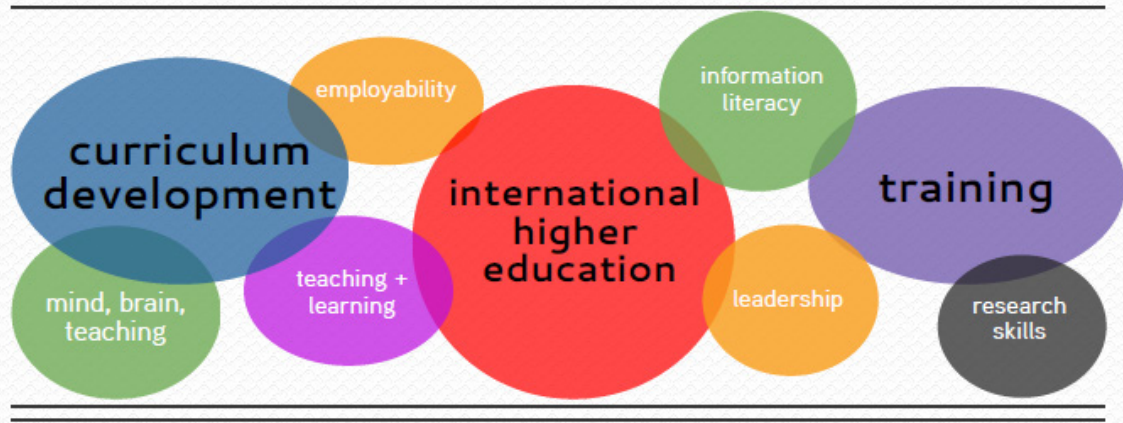 curriculum
development
employability
mind, brain,
teaching
teaching +
learning
international
higher
education
information
literacy
leadership
training
research
skills